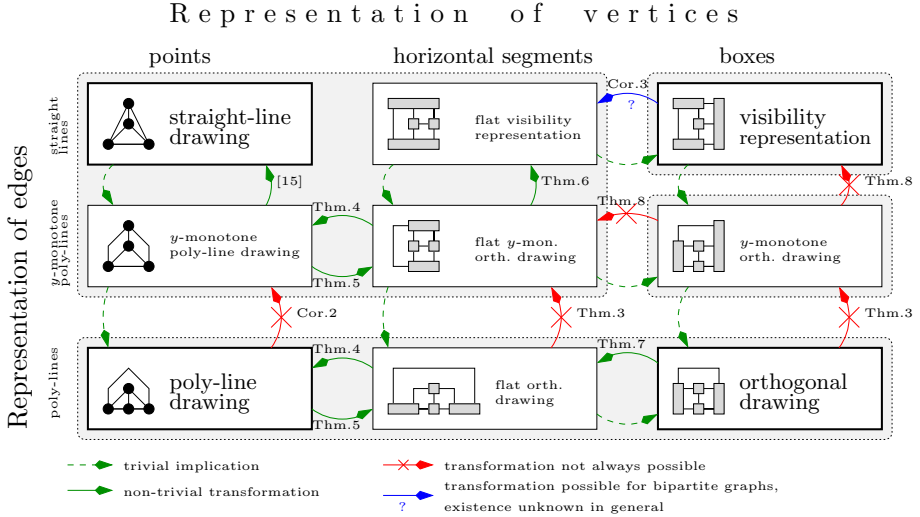 Representation of vertices
points
horizontal segments
boxes
Representation of edges
straight
lines
straight-line
drawing
flat visibility
representation
Cor.3
?
visibility
representation
[15]
Thm.6
Thm.8
y-monotone
poly-lines
y-monotone
poly-line drawing
Thm.4
Thm.5
flat y-mon.
orth. drawing
Thm.8
y-monotone
orth. drawing
Cor.2
Thm.3
Thm.3
poly-lines
poly-line
drawing
Thm.4
Thm.5
flat orth.
drawing
Thm.7
orthogonal
drawing
trivial implication
non-trivial transformation
transformation not always possible
transformation possible for bipartite graphs,
? existence unknown in general